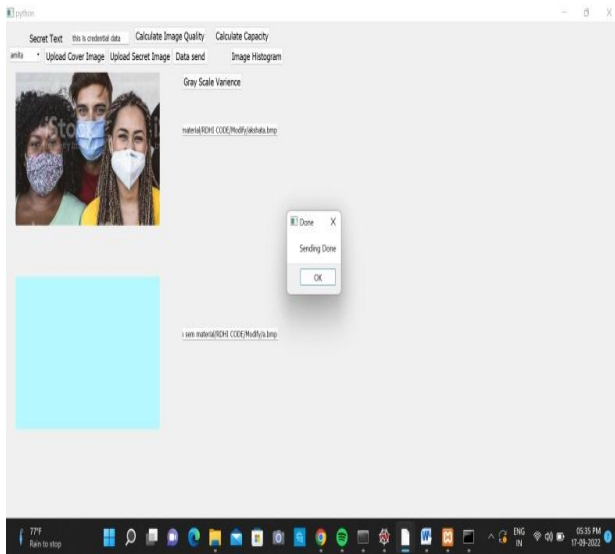 python
Secret Text this is credential data Calculate Image Quality Calculate Capacity
amita Upload Cover Image Upload Secret Image Data send Image Histogram
Gray Scale Varience
iStock
material/RDHI CODE/Modify/akshata.bmp
Done
Sending Done
OK
sem material/RDHI CODE/Modify/a.bmp
77°F
Rain to stop
ENG
IN
05:35 PM
17-09-2022